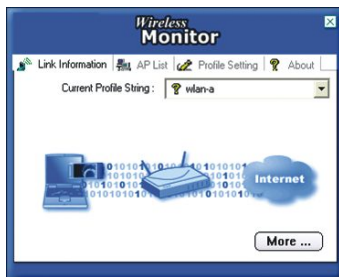 Wireless
Monitor
Link Information AP List Profile Setting About
Current Profile String : wlan-a
Internet
More ...